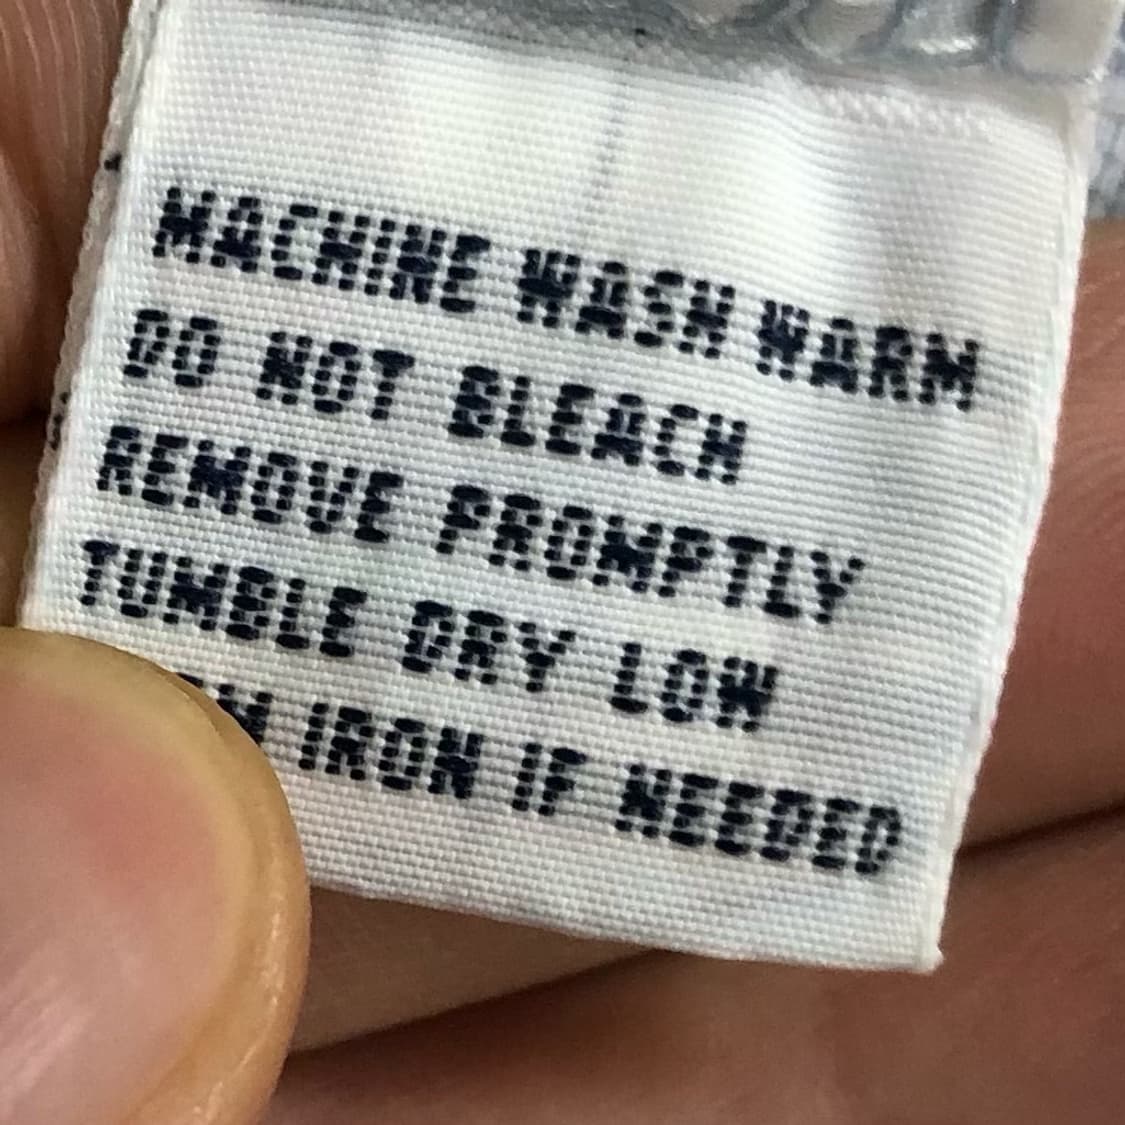 MACHINE WASH WARM
DO NOT BLEACH
REMOVE PROMPTLY
TUMBLE DRY LOW
IRON IF NEEDED